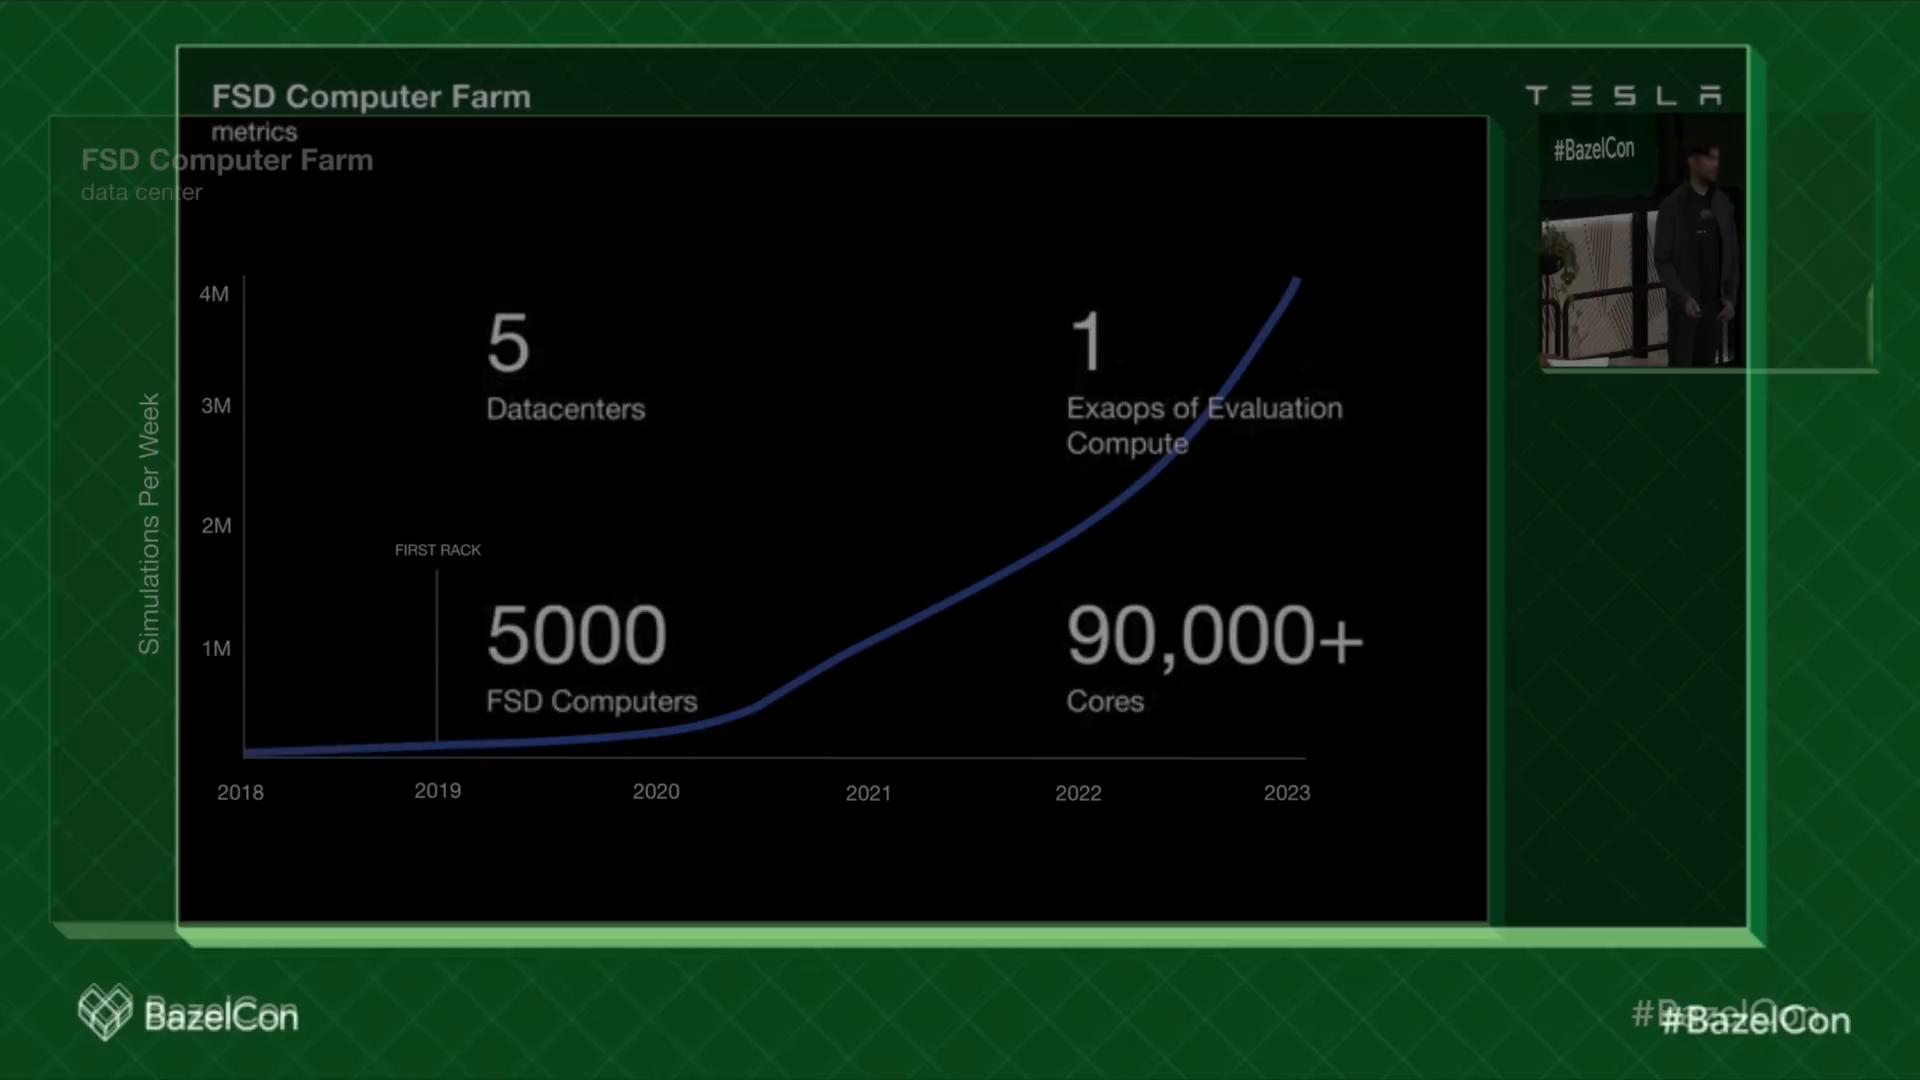 FSD Computer Farm
metrics
TESLA
#BazelCon
FSD Computer Farm
data center
4M
3M
2M
1M
Simulations Per Week
5
Datacenters
1
Exaops of Evaluation
Compute
FIRST RACK
5000
FSD Computers
90,000+
Cores
2018
2019
2020
2021
2022
2023
BazelCon
BazelCon
#BazelCon
#BazelCon